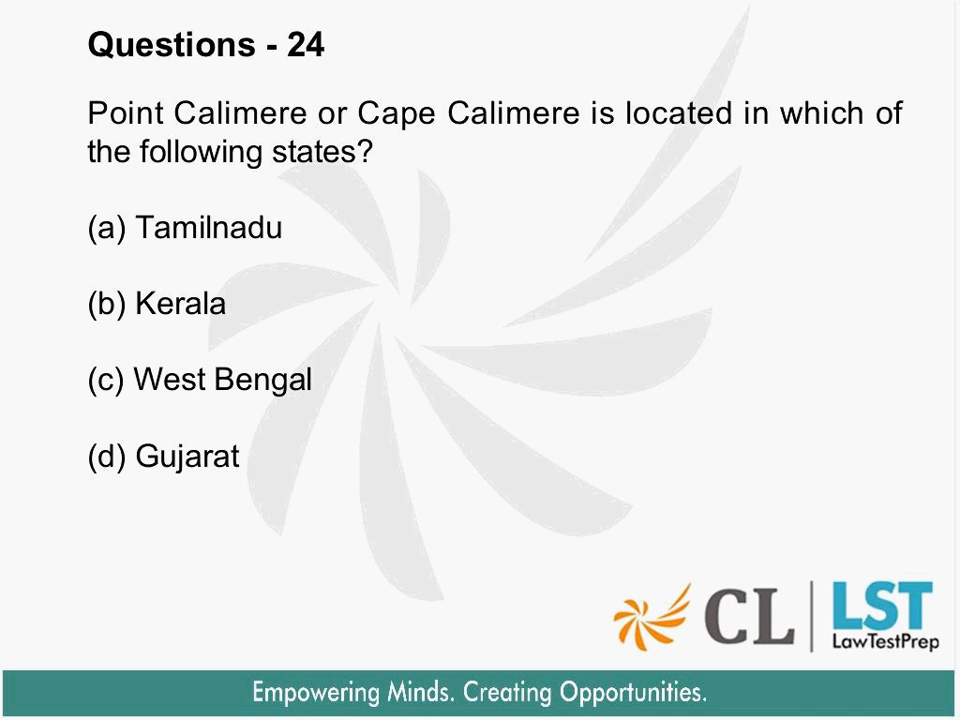 Questions - 24
Point Calimere or Cape Calimere is located in which of
the following states?
(a) Tamilnadu
(b) Kerala
(c) West Bengal
(d) Gujarat
CL LST
LawTestPrep
Empowering Minds. Creating Opportunities.